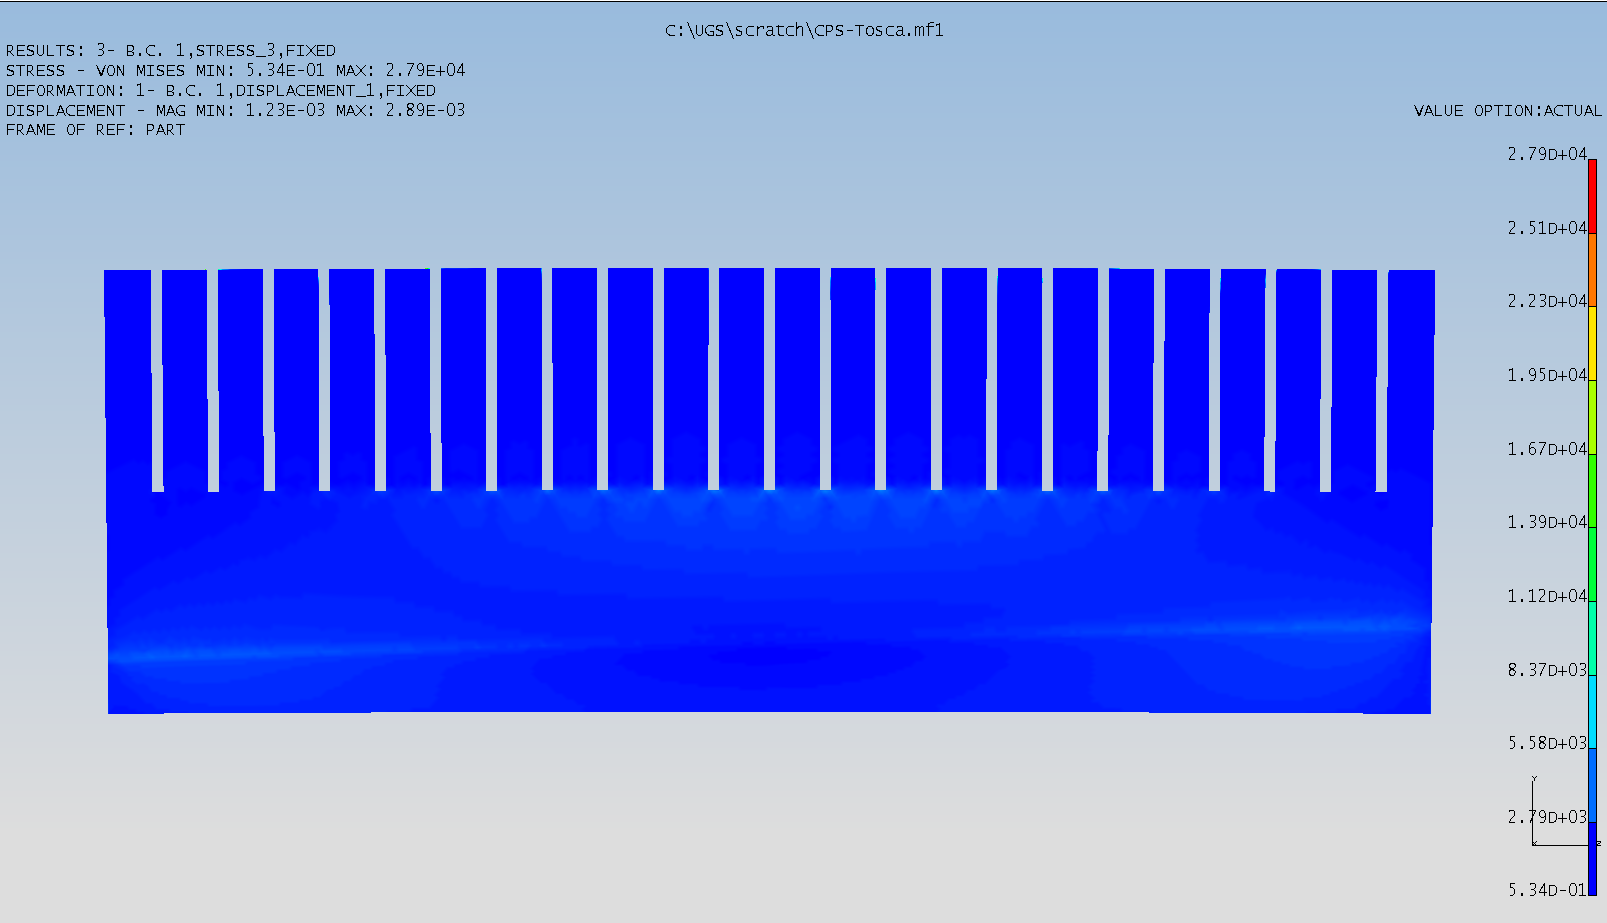 C:\UGS\scratch\CPS-Tosca.mf1
RESULTS: 3- B.C. 1,STRESS_3,FIXED
STRESS - VON MISES MIN: 5.34E-01 MAX: 2.79E+04
DEFORMATION: 1- B.C. 1,DISPLACEMENT_1,FIXED
DISPLACEMENT - MAG MIN: 1.23E-03 MAX: 2.89E-03
FRAME OF REF: PART
VALUE OPTION:ACTUAL
2.79D+04
2.51D+04
2.23D+04
1.95D+04
1.67D+04
1.39D+04
1.12D+04
8.37D+03
5.58D+03
Y
2.79D+03
X
Z
5.34D-01